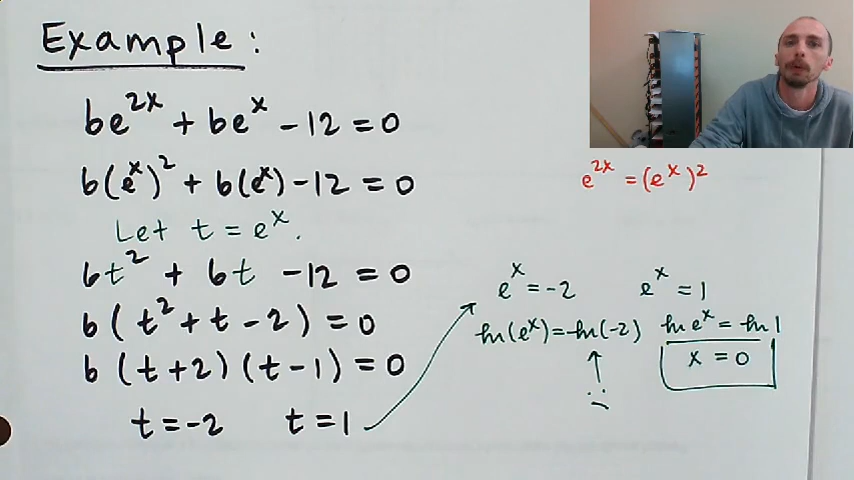 Example:
6e^{2x} + 6e^x - 12 = 0
6(e^x)^2 + 6(e^x) - 12 = 0
Let t = e^x.
6t^2 + 6t - 12 = 0
6(t^2 + t - 2) = 0
6(t+2)(t-1) = 0
t = -2 t = 1
e^{2x} = (e^x)^2
e^x = -2 e^x = 1
ln(e^x) = ln(-2) ln e^x = ln 1
x = 0